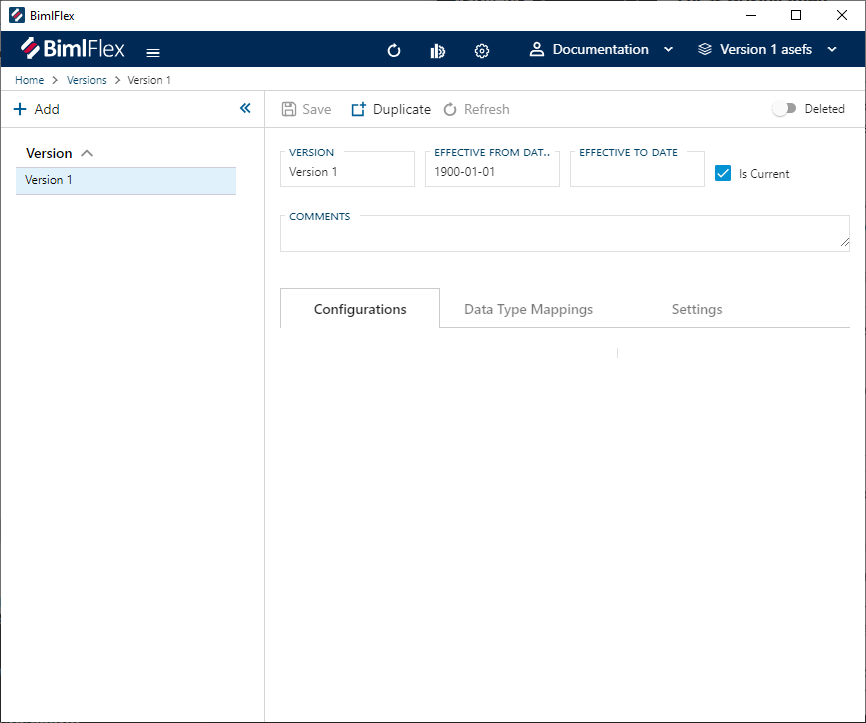 BimlFlex
BimlFlex Documentation Version 1 asefs
Home > Versions > Version 1
Add Save Duplicate Refresh Deleted
Version
Version 1
VERSION EFFECTIVE FROM DAT.. EFFECTIVE TO DATE
Version 1 1900-01-01 Is Current
COMMENTS
Configurations Data Type Mappings Settings